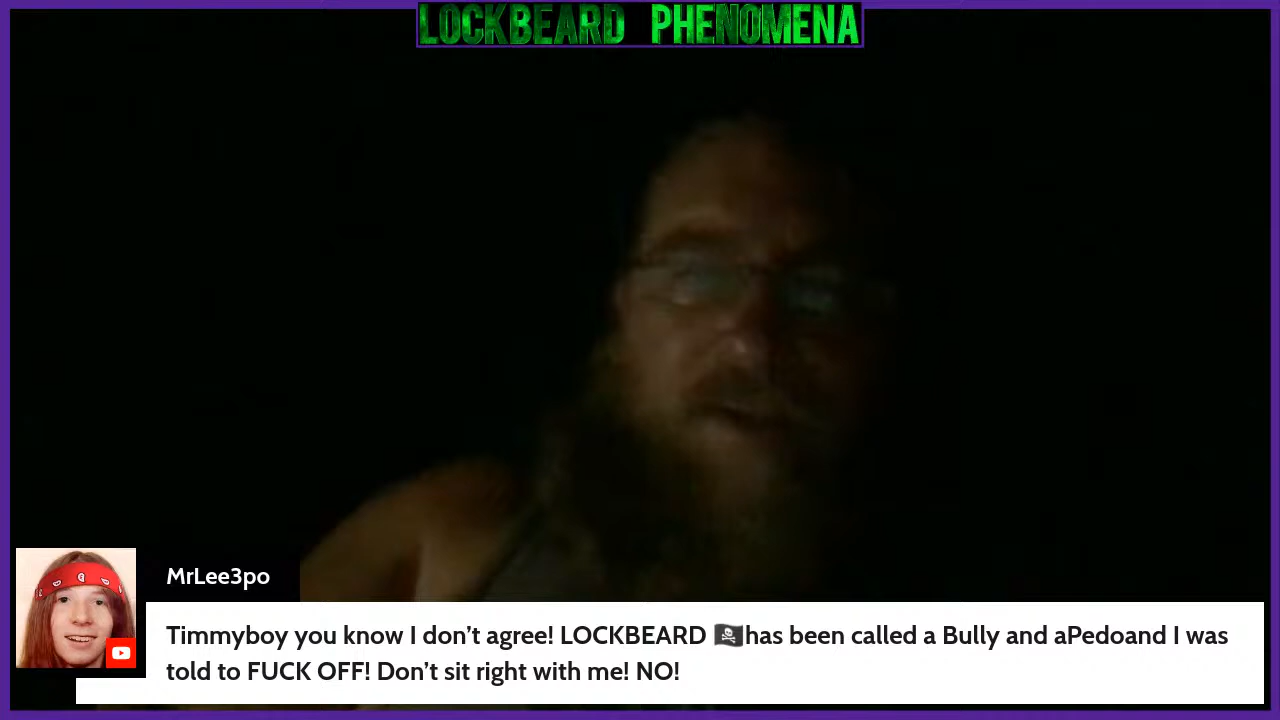 LOCKBEARD PHENOMENA
MrLee3po
Timmyboy you know I don’t agree! LOCKBEARD 🏴‍☠️has been called a Bully and aPedoand I was
told to FUCK OFF! Don’t sit right with me! NO!